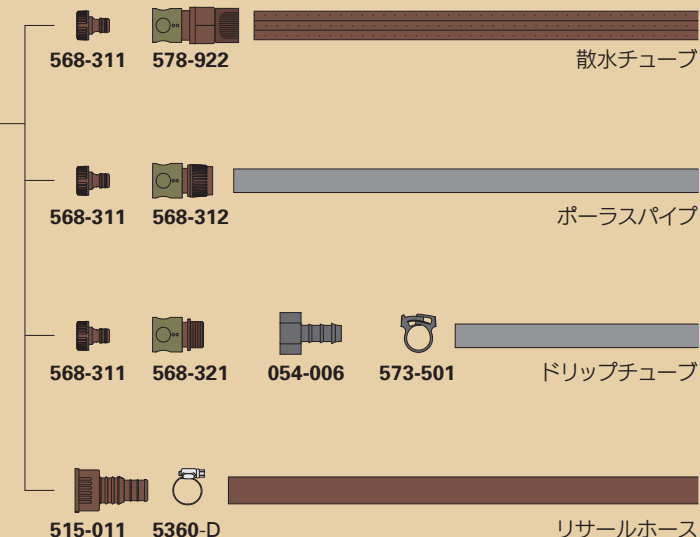 568-311 578-922 散水チューブ
568-311 568-312 ポーラスパイプ
568-311 568-321 054-006 573-501 ドリップチューブ
515-011 5360-D リサールホース